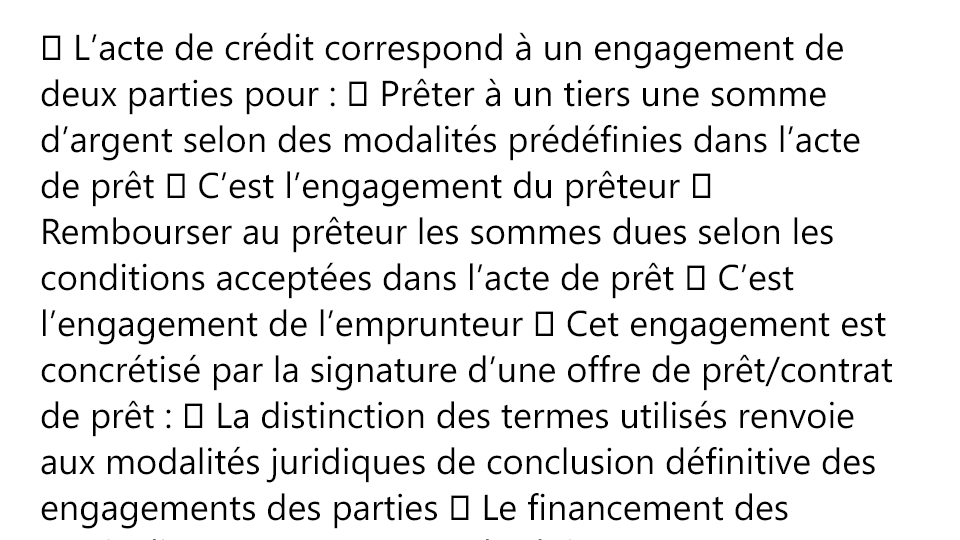 ▯ L’acte de crédit correspond à un engagement de
deux parties pour : ▯ Prêter à un tiers une somme
d’argent selon des modalités prédéfinies dans l’acte
de prêt ▯ C’est l’engagement du prêteur ▯
Rembourser au prêteur les sommes dues selon les
conditions acceptées dans l’acte de prêt ▯ C’est
l’engagement de l’emprunteur ▯ Cet engagement est
concrétisé par la signature d’une offre de prêt/contrat
de prêt : ▯ La distinction des termes utilisés renvoie
aux modalités juridiques de conclusion définitive des
engagements des parties ▯ Le financement des